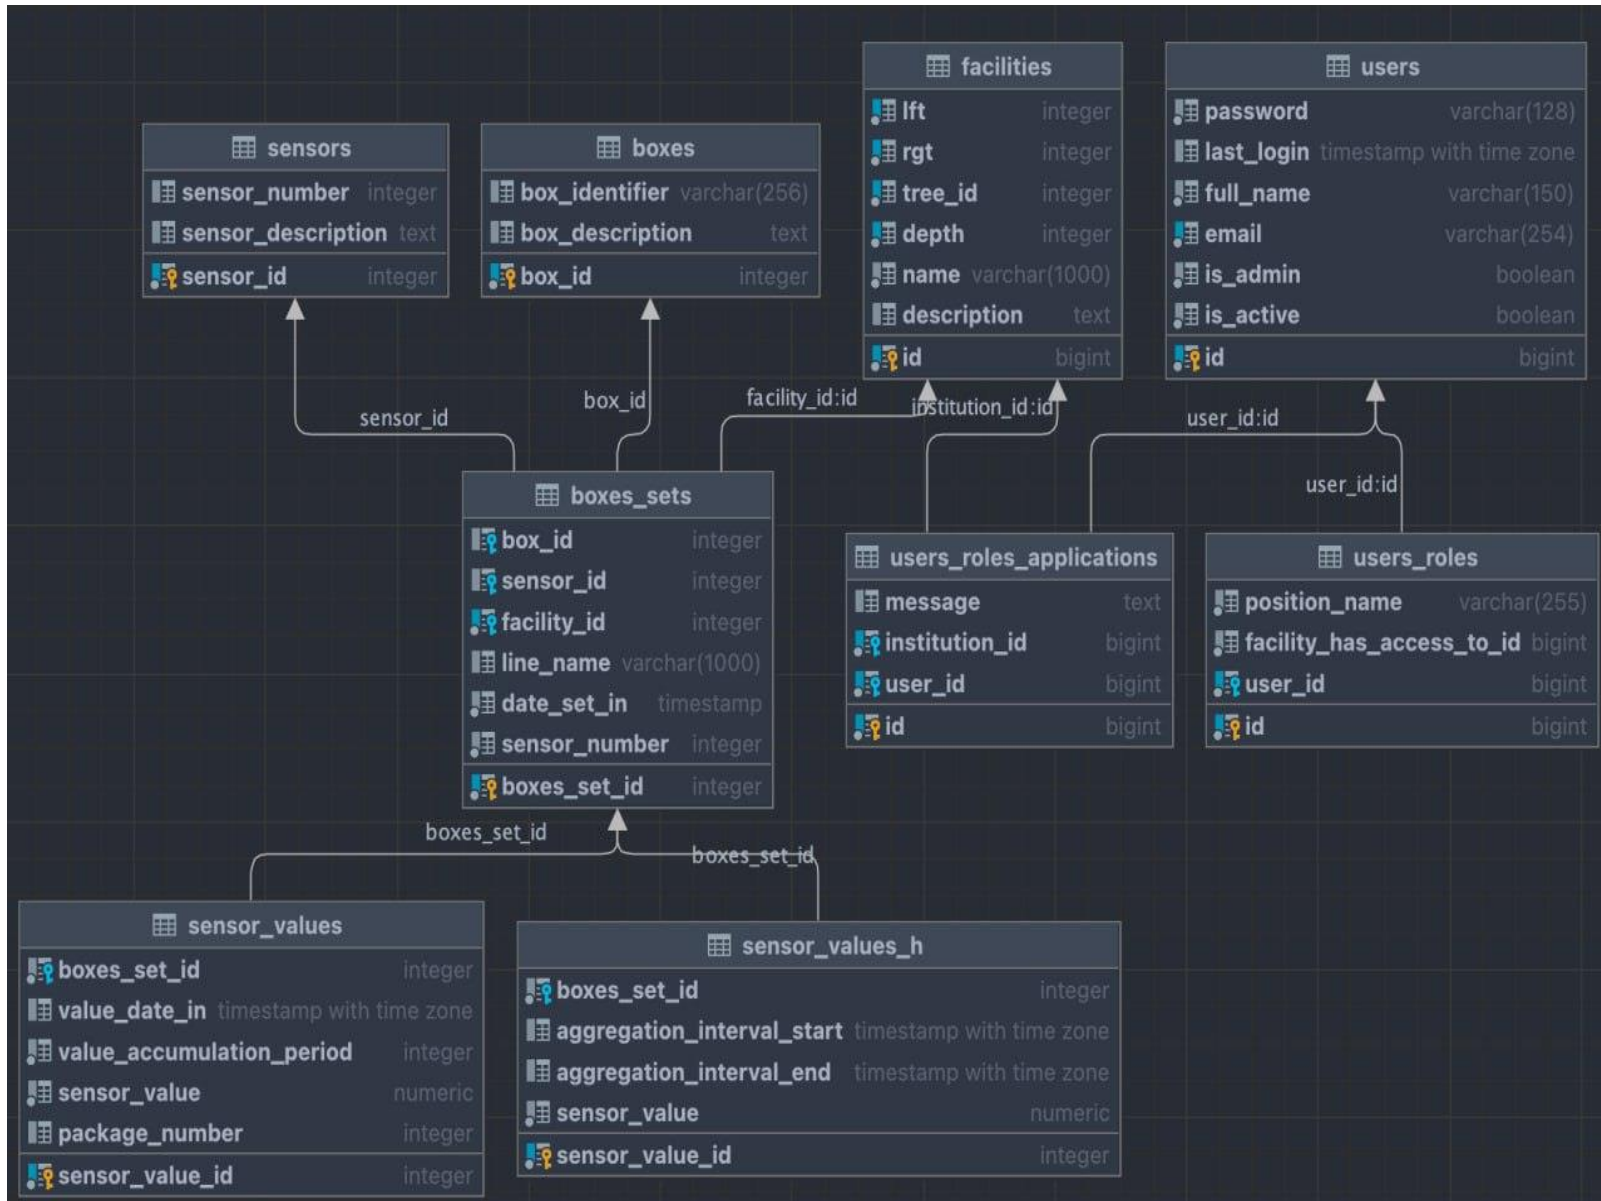 facilities
lft integer
rgt integer
tree_id integer
depth integer
name varchar(1000)
description text
id bigint
users
password varchar(128)
last_login timestamp with time zone
full_name varchar(150)
email varchar(254)
is_admin boolean
is_active boolean
id bigint
sensors
sensor_number integer
sensor_description text
sensor_id integer
boxes
box_identifier varchar(256)
box_description text
box_id integer
sensor_id
box_id
facility_id:id
institution_id:id
user_id:id
user_id:id
boxes_sets
box_id integer
sensor_id integer
facility_id integer
line_name varchar(1000)
date_set_in timestamp
sensor_number integer
boxes_set_id integer
users_roles_applications
message text
institution_id bigint
user_id bigint
id bigint
users_roles
position_name varchar(255)
facility_has_access_to_id bigint
user_id bigint
id bigint
boxes_set_id
boxes_set_id
sensor_values
boxes_set_id integer
value_date_in timestamp with time zone
value_accumulation_period integer
sensor_value numeric
package_number integer
sensor_value_id integer
sensor_values_h
boxes_set_id integer
aggregation_interval_start timestamp with time zone
aggregation_interval_end timestamp with time zone
sensor_value numeric
sensor_value_id integer